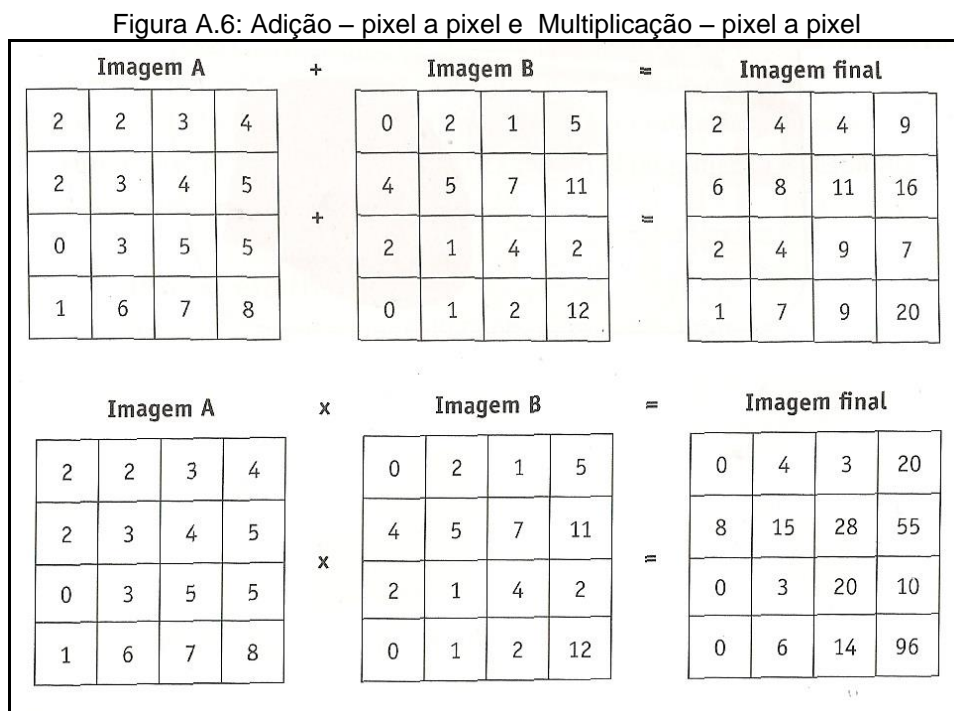 Figura A.6: Adição – pixel a pixel e Multiplicação – pixel a pixel
Imagem A + Imagem B = Imagem final
2 2 3 4 0 2 1 5 2 4 4 9
2 3 4 5 4 5 7 11 6 8 11 16
+ =
0 3 5 5 2 1 4 2 2 4 9 7
1 6 7 8 0 1 2 12 1 7 9 20
Imagem A x Imagem B = Imagem final
2 2 3 4 0 2 1 5 0 4 3 20
2 3 4 5 4 5 7 11 8 15 28 55
x =
0 3 5 5 2 1 4 2 0 3 20 10
1 6 7 8 0 1 2 12 0 6 14 96